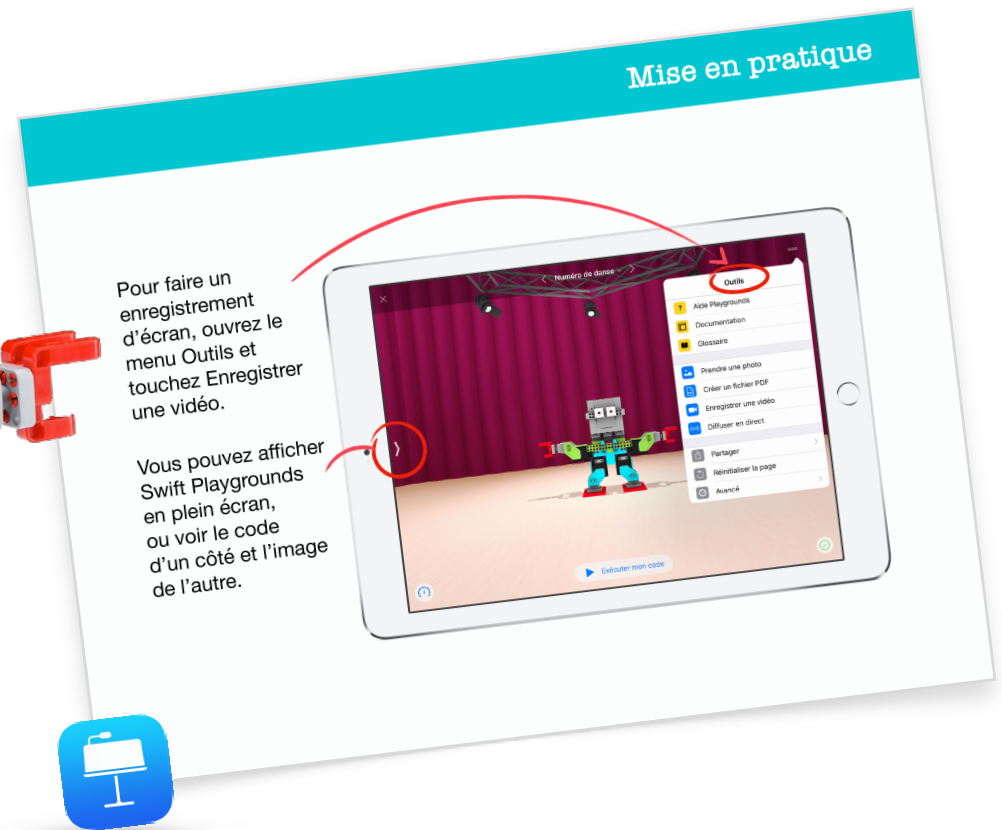 Mise en pratique
Pour faire un
enregistrement
d’écran, ouvrez le
menu Outils et
touchez Enregistrer
une vidéo.
Vous pouvez afficher
Swift Playgrounds
en plein écran,
ou voir le code
d’un côté et l’image
de l’autre.
Numéro de danse
Outils
Aide Playgrounds
Documentation
Glossaire
Prendre une photo
Créer un fichier PDF
Enregistrer une vidéo
Diffuser en direct
Partager
Réinitialiser la page
Avancé
Exécuter mon code